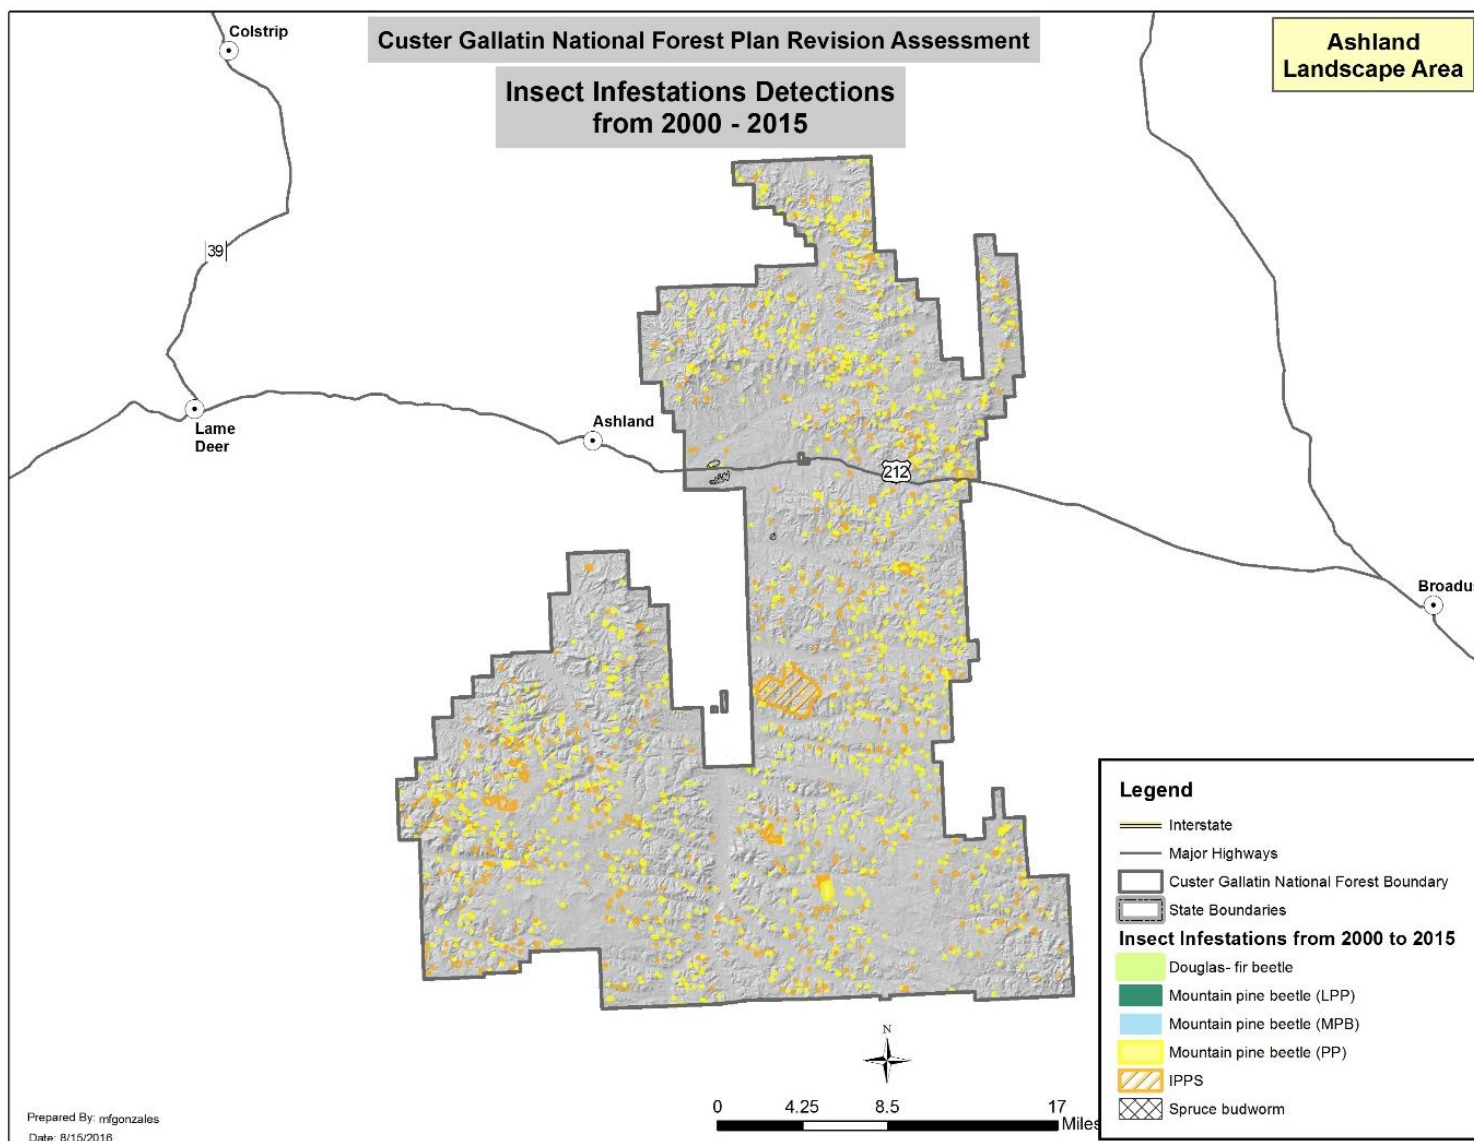 Colstrip
Custer Gallatin National Forest Plan Revision Assessment
Insect Infestations Detections
from 2000 - 2015
Ashland
Landscape Area
39
Lame
Deer
Ashland
212
Broadus
Legend
Interstate
Major Highways
Custer Gallatin National Forest Boundary
State Boundaries
Insect Infestations from 2000 to 2015
Douglas- fir beetle
Mountain pine beetle (LPP)
Mountain pine beetle (MPB)
Mountain pine beetle (PP)
IPPS
Spruce budworm
N
0 4.25 8.5 17
Miles
Prepared By: mfgonzales
Date: 8/15/2016